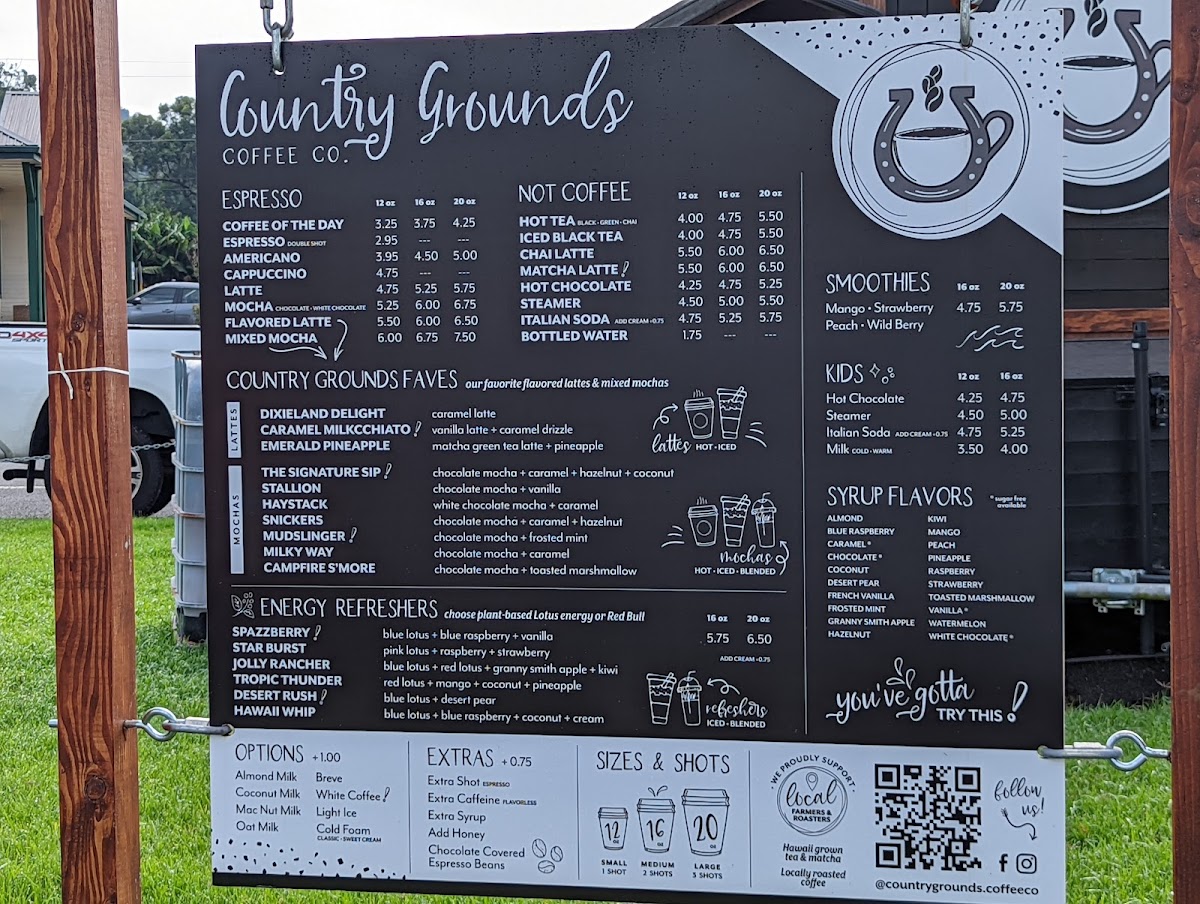 Country Grounds
COFFEE CO.
ESPRESSO 12 oz 16 oz 20 oz
COFFEE OF THE DAY 3.25 3.75 4.25
ESPRESSO DOUBLE SHOT 2.95 --- ---
AMERICANO 3.95 4.50 5.00
CAPPUCCINO 4.75 --- ---
LATTE 4.75 5.25 5.75
MOCHA CHOCOLATE • WHITE CHOCOLATE 5.25 6.00 6.75
FLAVORED LATTE 5.50 6.00 6.50
MIXED MOCHA 6.00 6.75 7.50
NOT COFFEE 12 oz 16 oz 20 oz
HOT TEA BLACK • GREEN • CHAI 4.00 4.75 5.50
ICED BLACK TEA 4.00 4.75 5.50
CHAI LATTE 5.50 6.00 6.50
MATCHA LATTE! 5.50 6.00 6.50
HOT CHOCOLATE 4.25 4.75 5.25
STEAMER 4.50 5.00 5.50
ITALIAN SODA ADD CREAM +0.75 4.75 5.25 5.75
BOTTLED WATER 1.75 --- ---
COUNTRY GROUNDS FAVES our favorite flavored lattes & mixed mochas
LATTES
DIXIELAND DELIGHT caramel latte
CARAMEL MILKCCHIATO! vanilla latte + caramel drizzle
EMERALD PINEAPPLE matcha green tea latte + pineapple
lattes HOT • ICED
MOCHAS
THE SIGNATURE SIP! chocolate mocha + caramel + hazelnut + coconut
STALLION chocolate mocha + vanilla
HAYSTACK white chocolate mocha + caramel
SNICKERS chocolate mocha + caramel + hazelnut
MUDSLINGER! chocolate mocha + frosted mint
MILKY WAY chocolate mocha + caramel
CAMPFIRE S'MORE chocolate mocha + toasted marshmallow
mochas
HOT • ICED • BLENDED
ENERGY REFRESHERS choose plant-based Lotus energy or Red Bull 16 oz 20 oz
SPAZZBERRY! blue lotus + blue raspberry + vanilla 5.75 6.50
STAR BURST pink lotus + raspberry + strawberry ADD CREAM +0.75
JOLLY RANCHER blue lotus + red lotus + granny smith apple + kiwi
TROPIC THUNDER red lotus + mango + coconut + pineapple
DESERT RUSH! blue lotus + desert pear
HAWAII WHIP blue lotus + blue raspberry + coconut + cream
refreshers
ICED • BLENDED
SMOOTHIES 16 oz 20 oz
Mango • Strawberry 4.75 5.75
Peach • Wild Berry
KIDS 12 oz 16 oz
Hot Chocolate 4.25 4.75
Steamer 4.50 5.00
Italian Soda ADD CREAM +0.75 4.75 5.25
Milk COLD • WARM 3.50 4.00
SYRUP FLAVORS * sugar free
available
ALMOND KIWI
BLUE RASPBERRY MANGO
CARAMEL * PEACH
CHOCOLATE * PINEAPPLE
COCONUT RASPBERRY
DESERT PEAR STRAWBERRY
FRENCH VANILLA TOASTED MARSHMALLOW
FROSTED MINT VANILLA *
GRANNY SMITH APPLE WATERMELON
HAZELNUT WHITE CHOCOLATE *
you've gotta
TRY THIS!
OPTIONS +1.00
Almond Milk Breve
Coconut Milk White Coffee!
Mac Nut Milk Light Ice
Oat Milk Cold Foam
CLASSIC • SWEET CREAM
EXTRAS +0.75
Extra Shot ESPRESSO
Extra Caffeine FLAVORLESS
Extra Syrup
Add Honey
Chocolate Covered
Espresso Beans
SIZES & SHOTS
12 oz 16 oz 20 oz
SMALL MEDIUM LARGE
1 SHOT 2 SHOTS 3 SHOTS
• WE PROUDLY SUPPORT •
local
FARMERS &
ROASTERS
Hawaii grown
tea & matcha
Locally roasted
coffee
follow
us!
@countrygrounds.coffeeco
4X4
SPORT